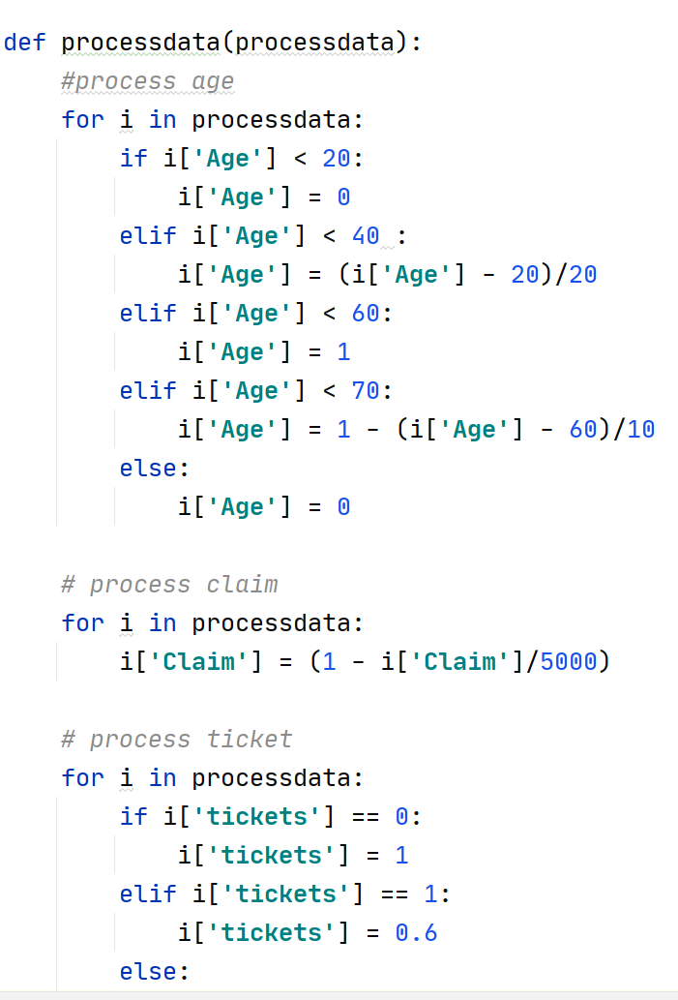 def processdata(processdata):
    #process age
    for i in processdata:
        if i['Age'] < 20:
            i['Age'] = 0
        elif i['Age'] < 40 :
            i['Age'] = (i['Age'] - 20)/20
        elif i['Age'] < 60:
            i['Age'] = 1
        elif i['Age'] < 70:
            i['Age'] = 1 - (i['Age'] - 60)/10
        else:
            i['Age'] = 0

    # process claim
    for i in processdata:
        i['Claim'] = (1 - i['Claim']/5000)

    # process ticket
    for i in processdata:
        if i['tickets'] == 0:
            i['tickets'] = 1
        elif i['tickets'] == 1:
            i['tickets'] = 0.6
        else: